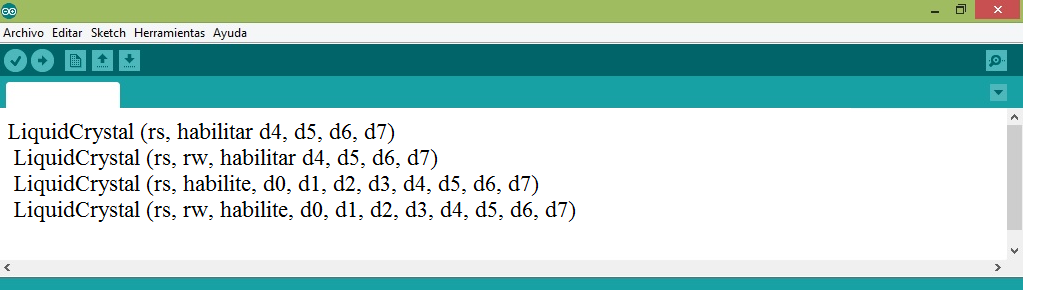 Archivo Editar Sketch Herramientas Ayuda
LiquidCrystal (rs, habilitar d4, d5, d6, d7)
LiquidCrystal (rs, rw, habilitar d4, d5, d6, d7)
LiquidCrystal (rs, habilite, d0, d1, d2, d3, d4, d5, d6, d7)
LiquidCrystal (rs, rw, habilite, d0, d1, d2, d3, d4, d5, d6, d7)